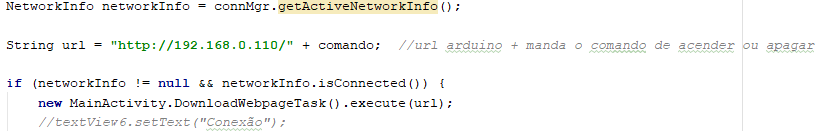 NetworkInfo networkInfo = connMgr.getActiveNetworkInfo();
String url = "http://192.168.0.110/" + comando;  //url arduino + manda o comando de acender ou apagar
if (networkInfo != null && networkInfo.isConnected()) {
new MainActivity.DownloadWebpageTask().execute(url);
//textView6.setText("Conexão");